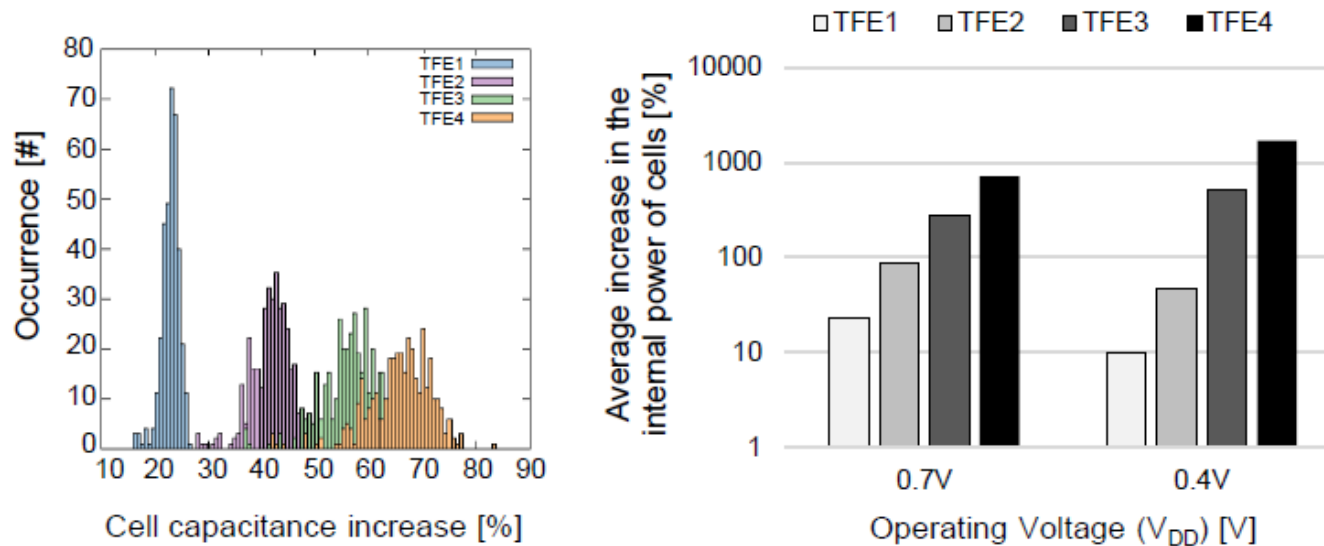 80
70
60
50
40
30
20
10
0
10 20 30 40 50 60 70 80 90
Occurrence [#]
Cell capacitance increase [%]
TFE1
TFE2
TFE3
TFE4
TFE1 TFE2 TFE3 TFE4
10000
1000
100
10
1
Average increase in the
internal power of cells [%]
0.7V 0.4V
Operating Voltage (V_DD) [V]